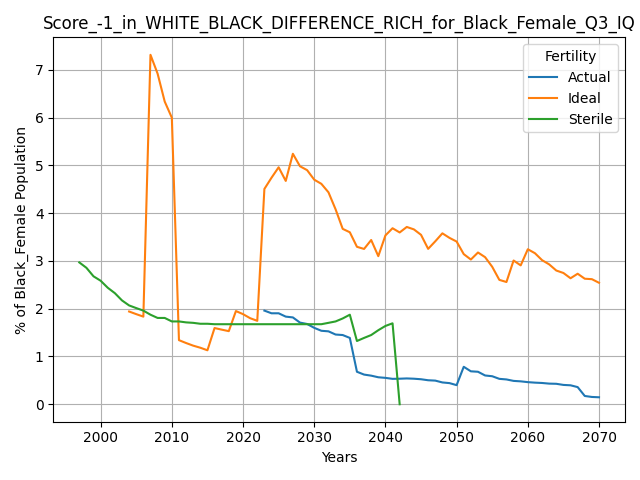 Score_-1_in_WHITE_BLACK_DIFFERENCE_RICH_for_Black_Female_Q3_IQ
Fertility
Actual
Ideal
Sterile
% of Black_Female Population
7
6
5
4
3
2
1
0
2000 2010 2020 2030 2040 2050 2060 2070
Years